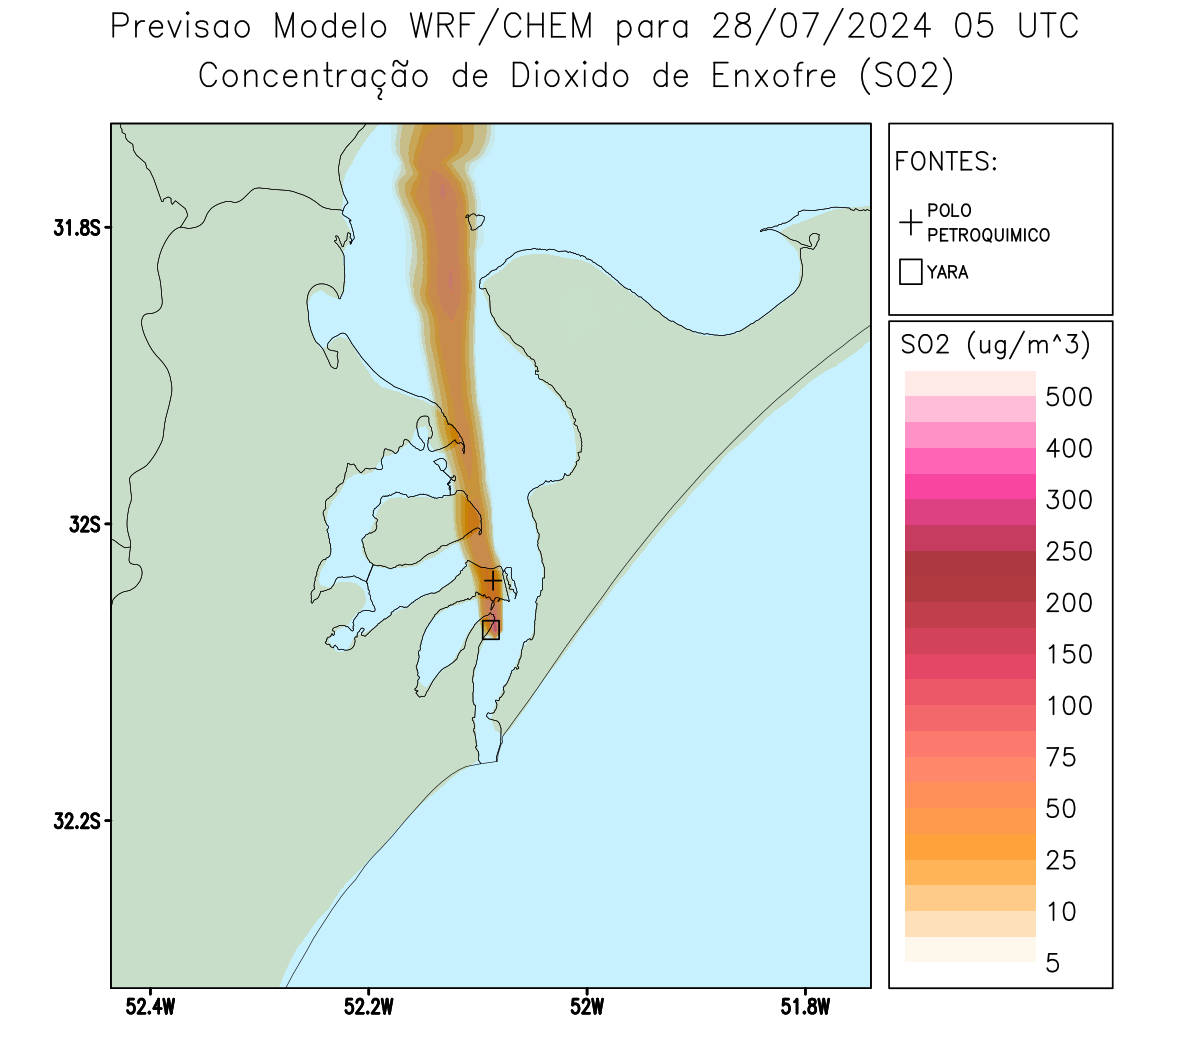 Previsao Modelo WRF/CHEM para 28/07/2024 05 UTC
Concentração de Dioxido de Enxofre (SO2)
FONTES:
POLO
PETROQUIMICO
YARA
SO2 (ug/m^3)
500
400
300
250
200
150
100
75
50
25
10
5
31.8S
32S
32.2S
52.4W
52.2W
52W
51.8W